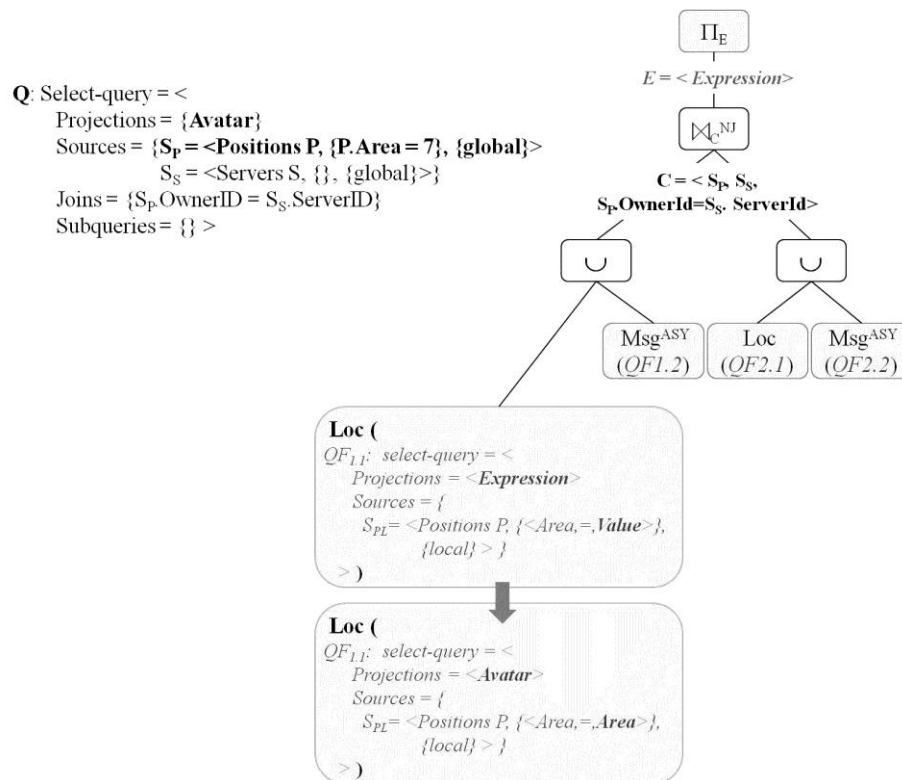 Π_E
E = < Expression>
Q: Select-query = <
Projections = {Avatar}
Sources = {S_P = <Positions P, {P.Area = 7}, {global}>
S_S = <Servers S, {}, {global}>}
Joins = {S_P.OwnerID = S_S.ServerID}
Subqueries = {} >
⋈_C^NJ
C = < S_P, S_S,
S_P.OwnerId=S_S. ServerId>
∪ ∪
Msg^ASY Loc Msg^ASY
(QF1.2) (QF2.1) (QF2.2)
Loc (
QF_1.1: select-query = <
Projections = <Expression>
Sources = {
S_PL= <Positions P, {<Area,=,Value>},
{local} > }
> )
Loc (
QF_1.1: select-query = <
Projections = <Avatar>
Sources = {
S_PL= <Positions P, {<Area,=,Area>},
{local} > }
> )